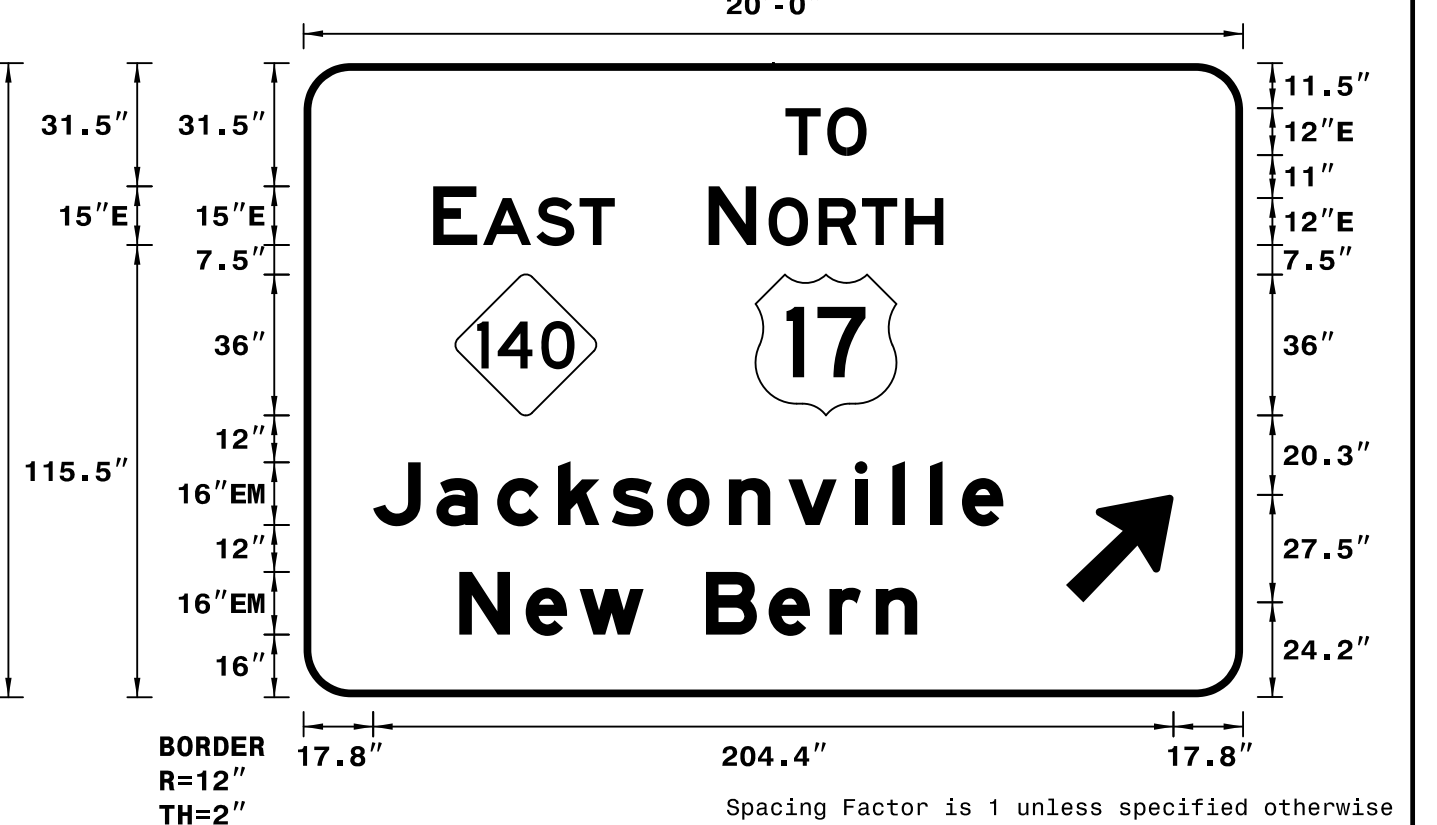 20'-0"
11.5"
31.5" 31.5" TO 12"E
11"
15"E 15"E EAST NORTH 12"E
7.5" 7.5"
36" 140 17 36"
12" 20.3"
115.5" 16"EM Jacksonville
12" 27.5"
16"EM New Bern
16" 24.2"
BORDER 17.8" 204.4" 17.8"
R=12"
TH=2" Spacing Factor is 1 unless specified otherwise